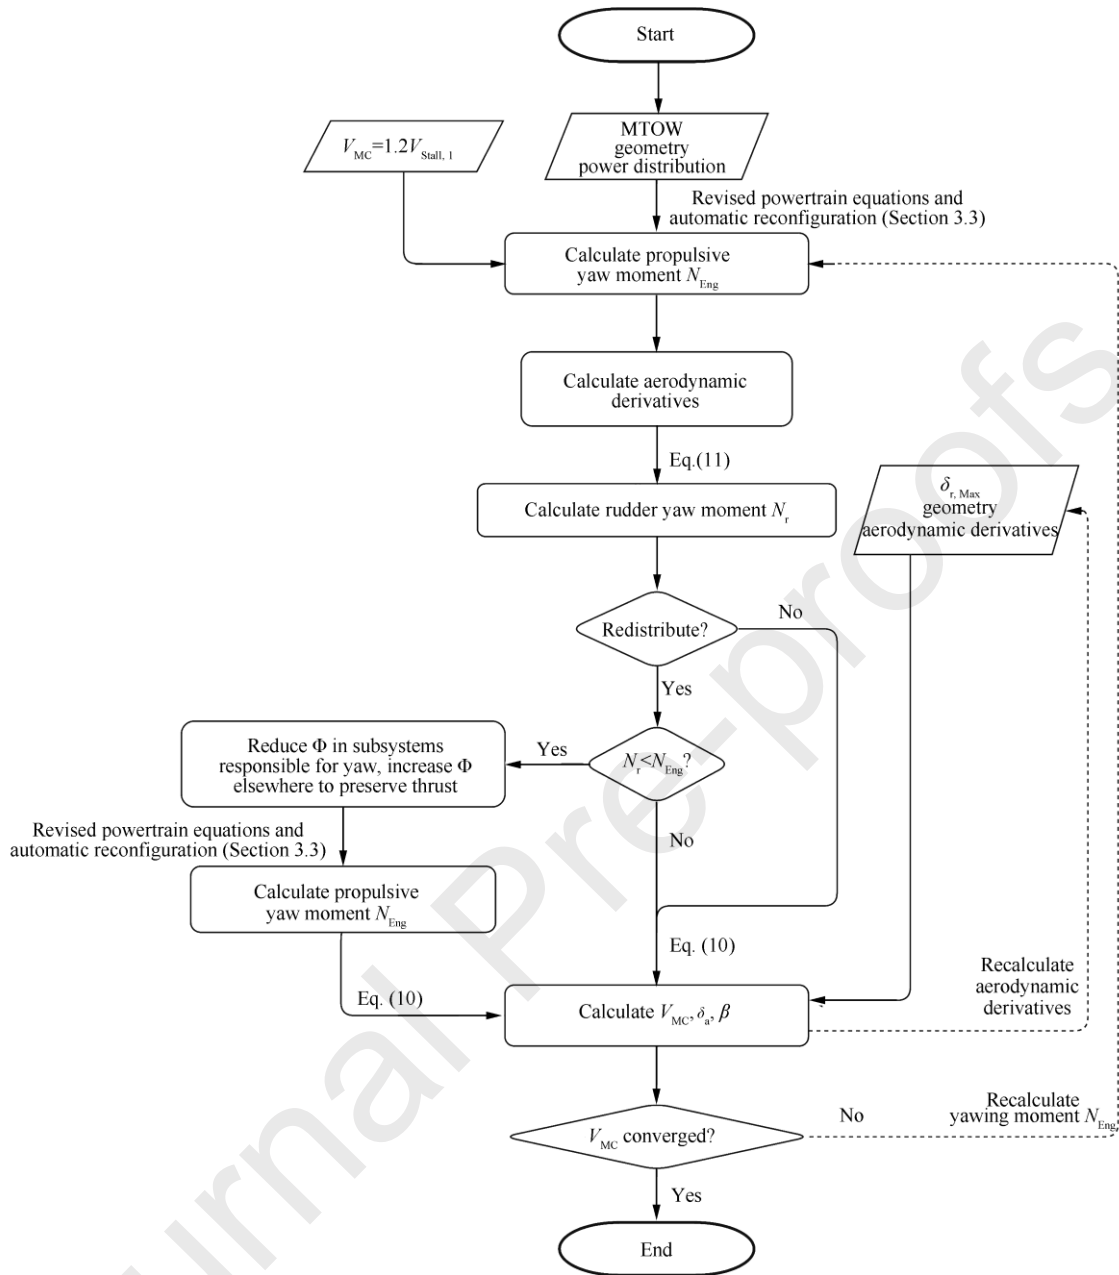 Start
MTOW
geometry
power distribution
V_MC=1.2V_Stall, 1
Revised powertrain equations and
automatic reconfiguration (Section 3.3)
Calculate propulsive
yaw moment N_Eng
Calculate aerodynamic
derivatives
Eq.(11)
Calculate rudder yaw moment N_r
δ_r, Max
geometry
aerodynamic derivatives
Redistribute?
No
Yes
N_r<N_Eng?
Yes
No
Reduce Φ in subsystems
responsible for yaw, increase Φ
elsewhere to preserve thrust
Revised powertrain equations and
automatic reconfiguration (Section 3.3)
Calculate propulsive
yaw moment N_Eng
Eq. (10)
Eq. (10)
Calculate V_MC, δ_a, β
Recalculate
aerodynamic
derivatives
V_MC converged?
No
Recalculate
yawing moment N_Eng
Yes
End
urnal Pre-proofs